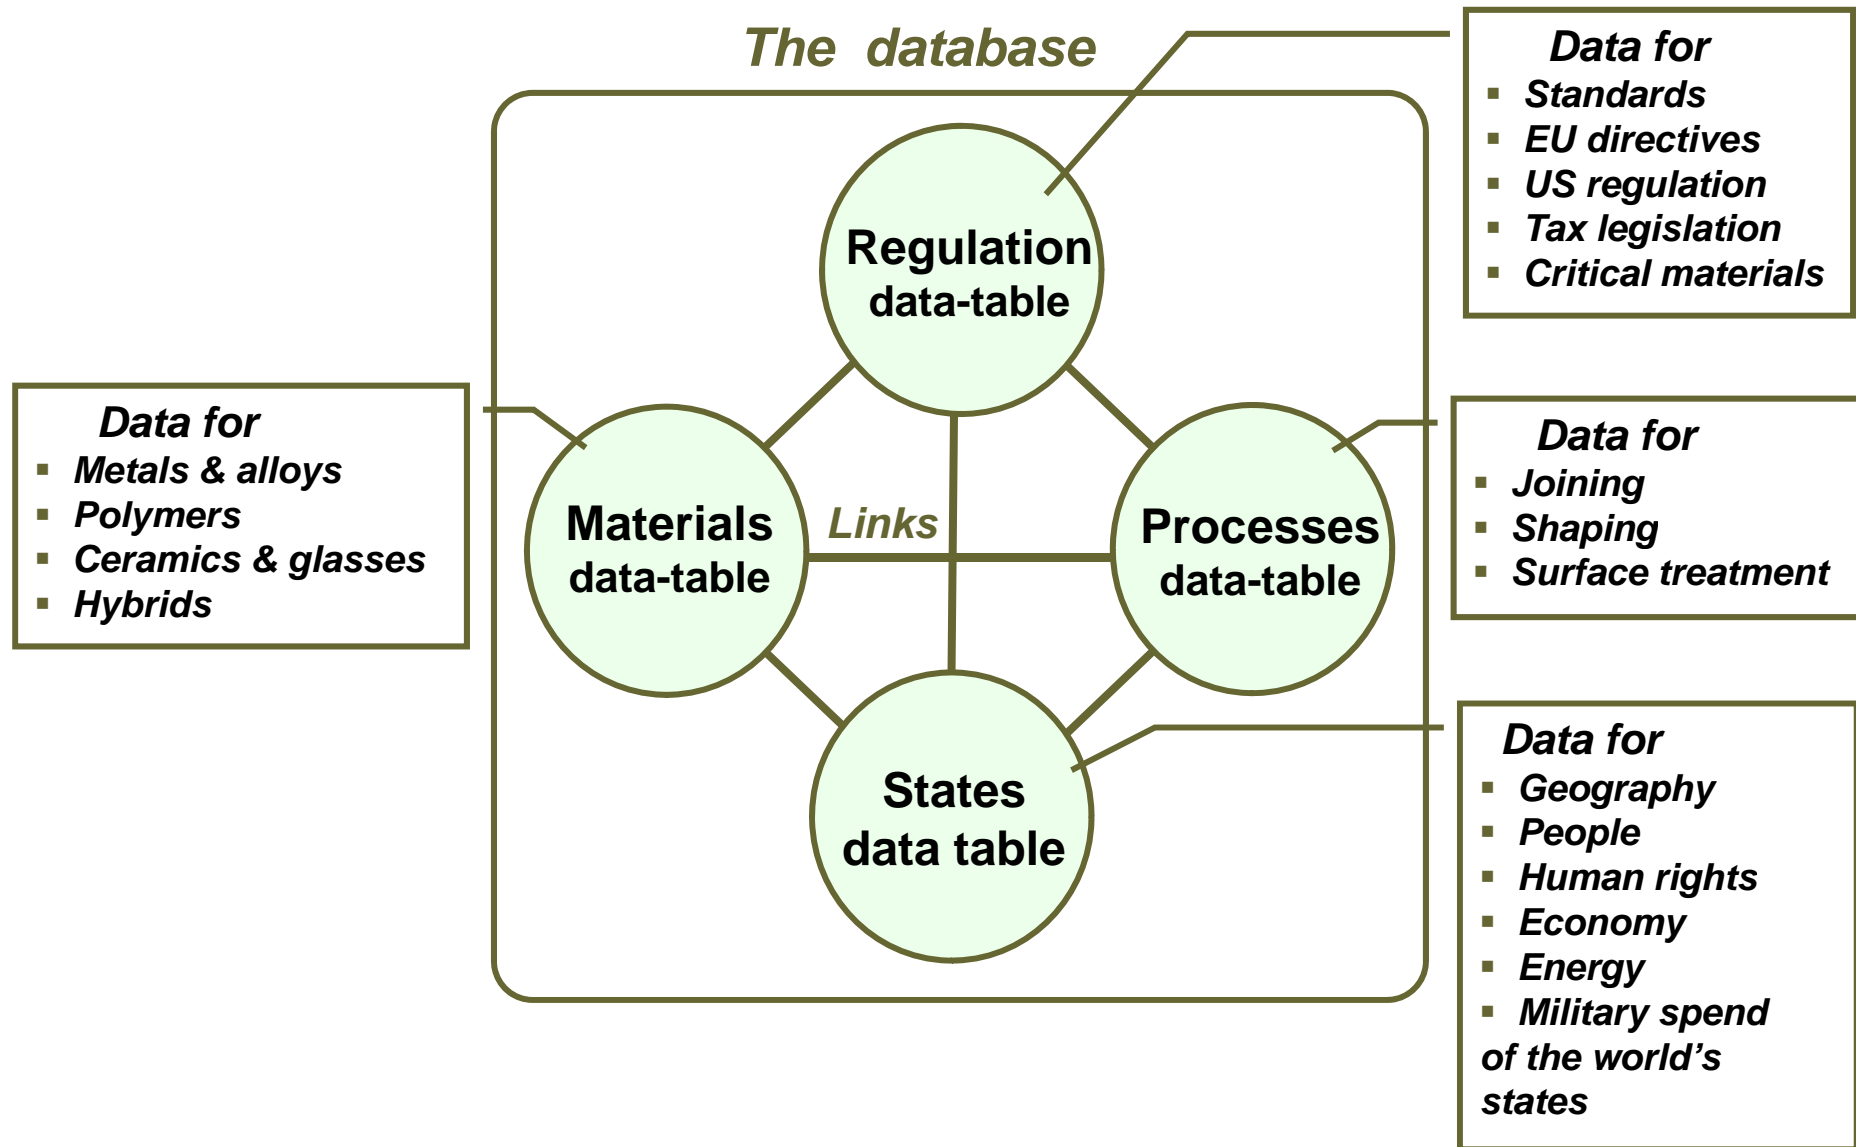 The database
Data for
▪ Standards
▪ EU directives
▪ US regulation
▪ Tax legislation
▪ Critical materials
Regulation
data-table
Data for
▪ Metals & alloys
▪ Polymers
▪ Ceramics & glasses
▪ Hybrids
Materials
data-table
Links
Processes
data-table
Data for
▪ Joining
▪ Shaping
▪ Surface treatment
States
data table
Data for
▪ Geography
▪ People
▪ Human rights
▪ Economy
▪ Energy
▪ Military spend
of the world’s
states